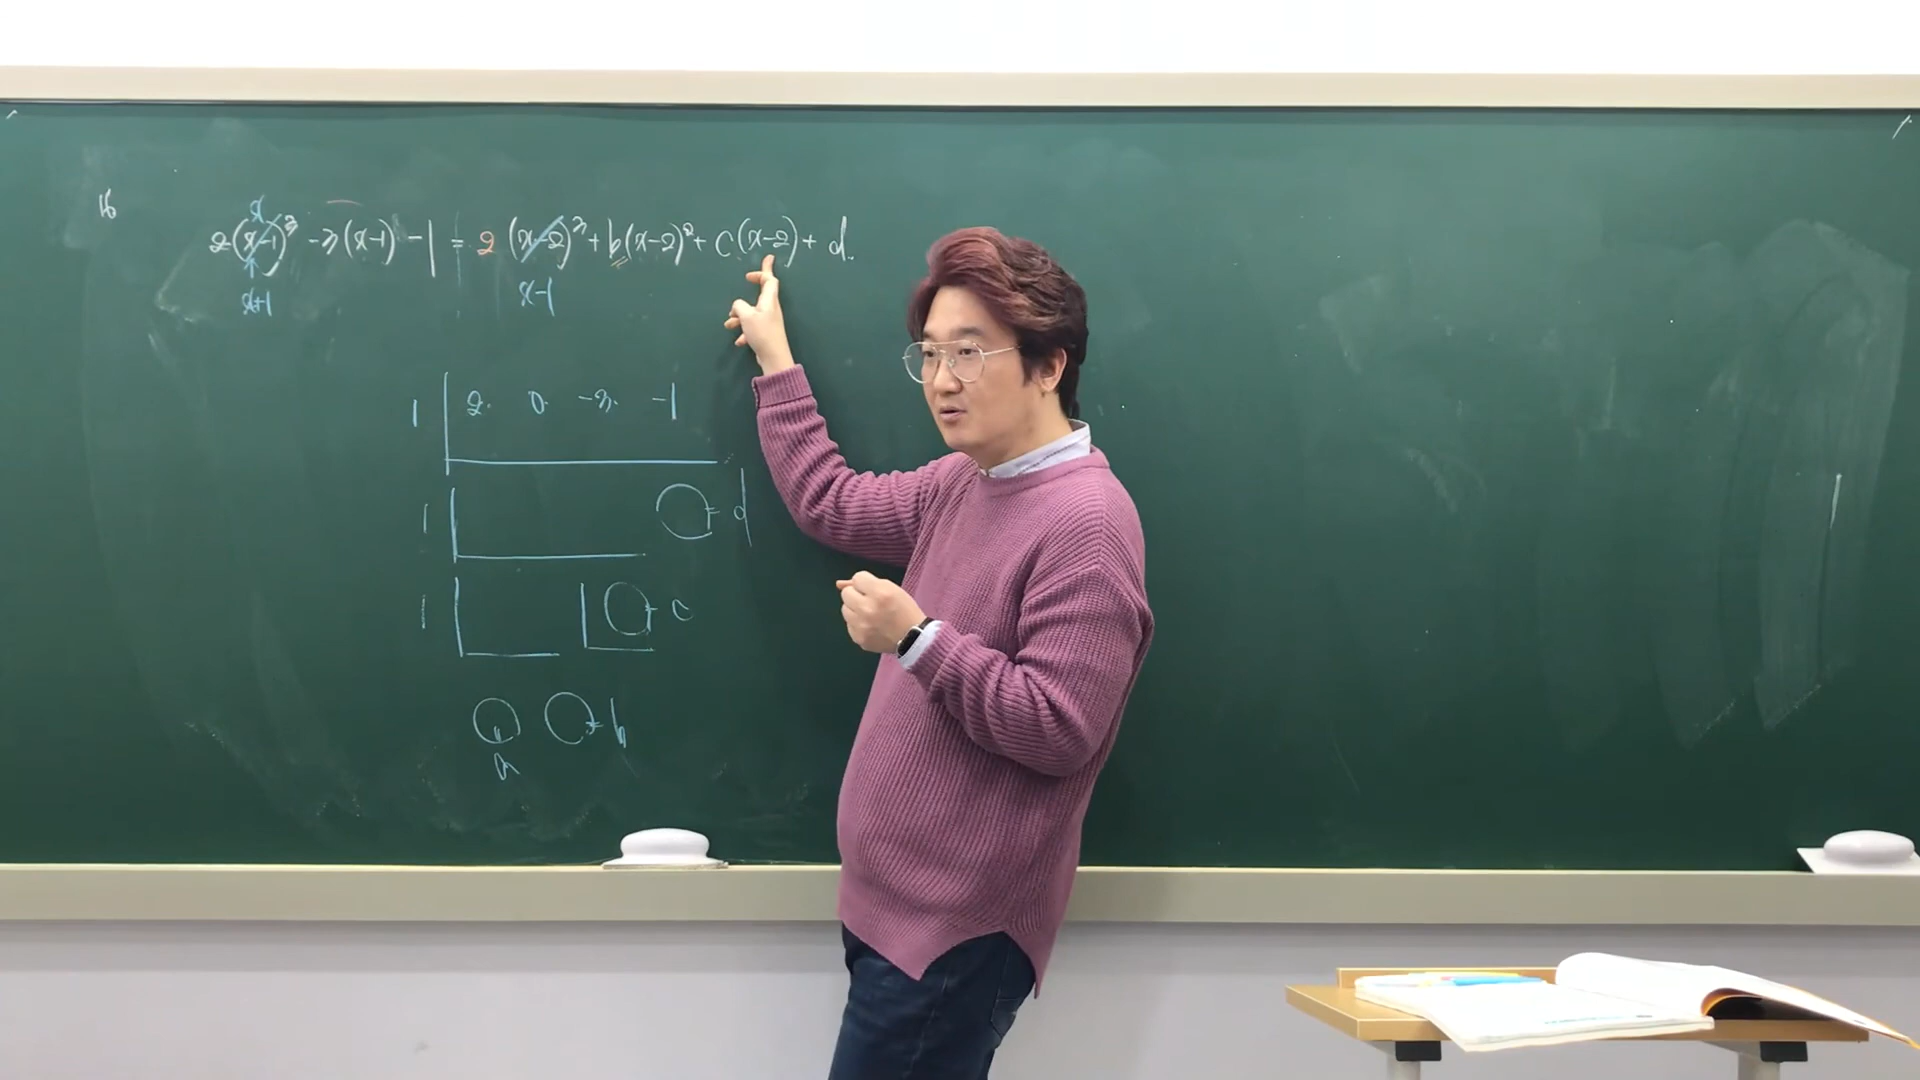 16
x
2(x-1)³ -3(x-1) -1 = 2(x-2)³ + b(x-2)² + c(x-2) + d
x+1 x-1
1 2 0 -3 -1
1 = d
1 = c
= b
a